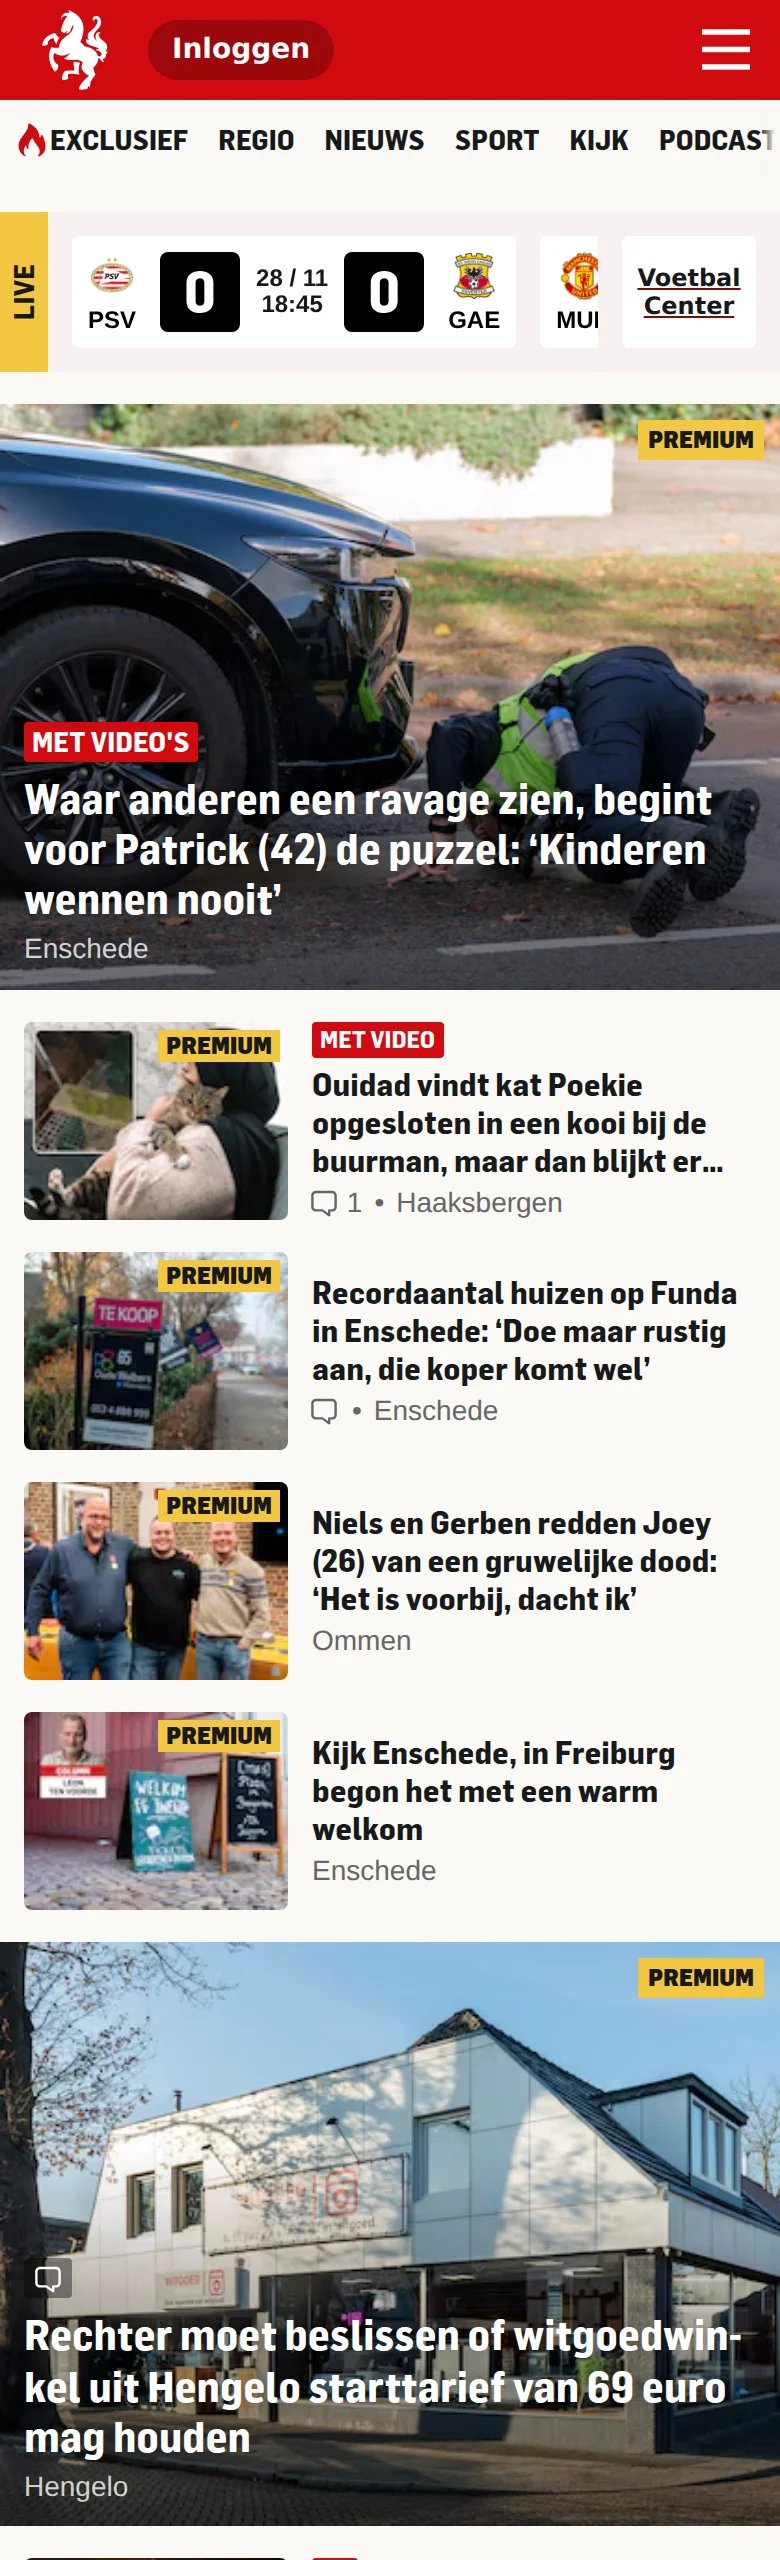 Inloggen
EXCLUSIEF REGIO NIEUWS SPORT KIJK PODCAST
LIVE
PSV
0
28 / 11
18:45
0
GAE
Voetbal
Center
PREMIUM
MET VIDEO'S
Waar anderen een ravage zien, begint
voor Patrick (42) de puzzel: ‘Kinderen
wennen nooit’
Enschede
PREMIUM
MET VIDEO
Ouidad vindt kat Poekie
opgesloten in een kooi bij de
buurman, maar dan blijkt er...
1 • Haaksbergen
PREMIUM
TE KOOP
Recordaantal huizen op Funda
in Enschede: ‘Doe maar rustig
aan, die koper komt wel’
• Enschede
PREMIUM
Niels en Gerben redden Joey
(26) van een gruwelijke dood:
‘Het is voorbij, dacht ik’
Ommen
PREMIUM
COLUMN
LEON
TEN VOORDE
Kijk Enschede, in Freiburg
begon het met een warm
welkom
Enschede
PREMIUM
WITGOED
Rechter moet beslissen of witgoedwin-
kel uit Hengelo starttarief van 69 euro
mag houden
Hengelo